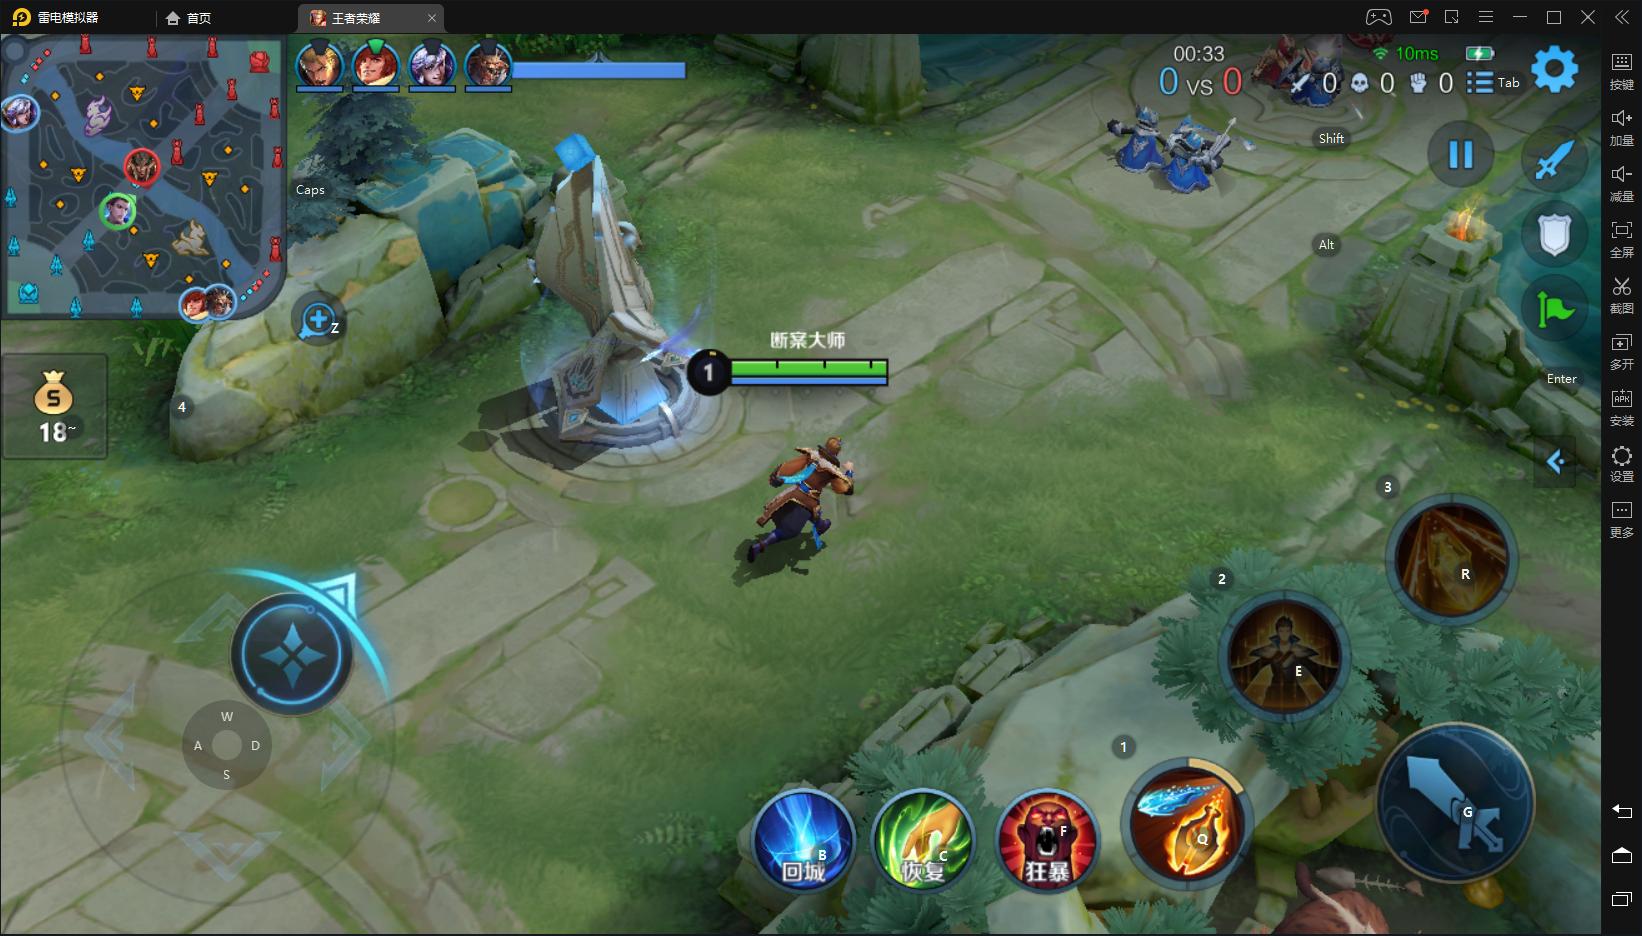 雷电模拟器
首页
王者荣耀
00:33
10ms
0 VS 0
0
0
0
Tab
按键
加量
减量
全屏
截图
多开
安装
设置
更多
Shift
Caps
Alt
Z
Enter
断案大师
1
4
S
18~
3
R
2
E
W
A
D
S
1
Q
G
B
回城
C
恢复
F
狂暴
APK